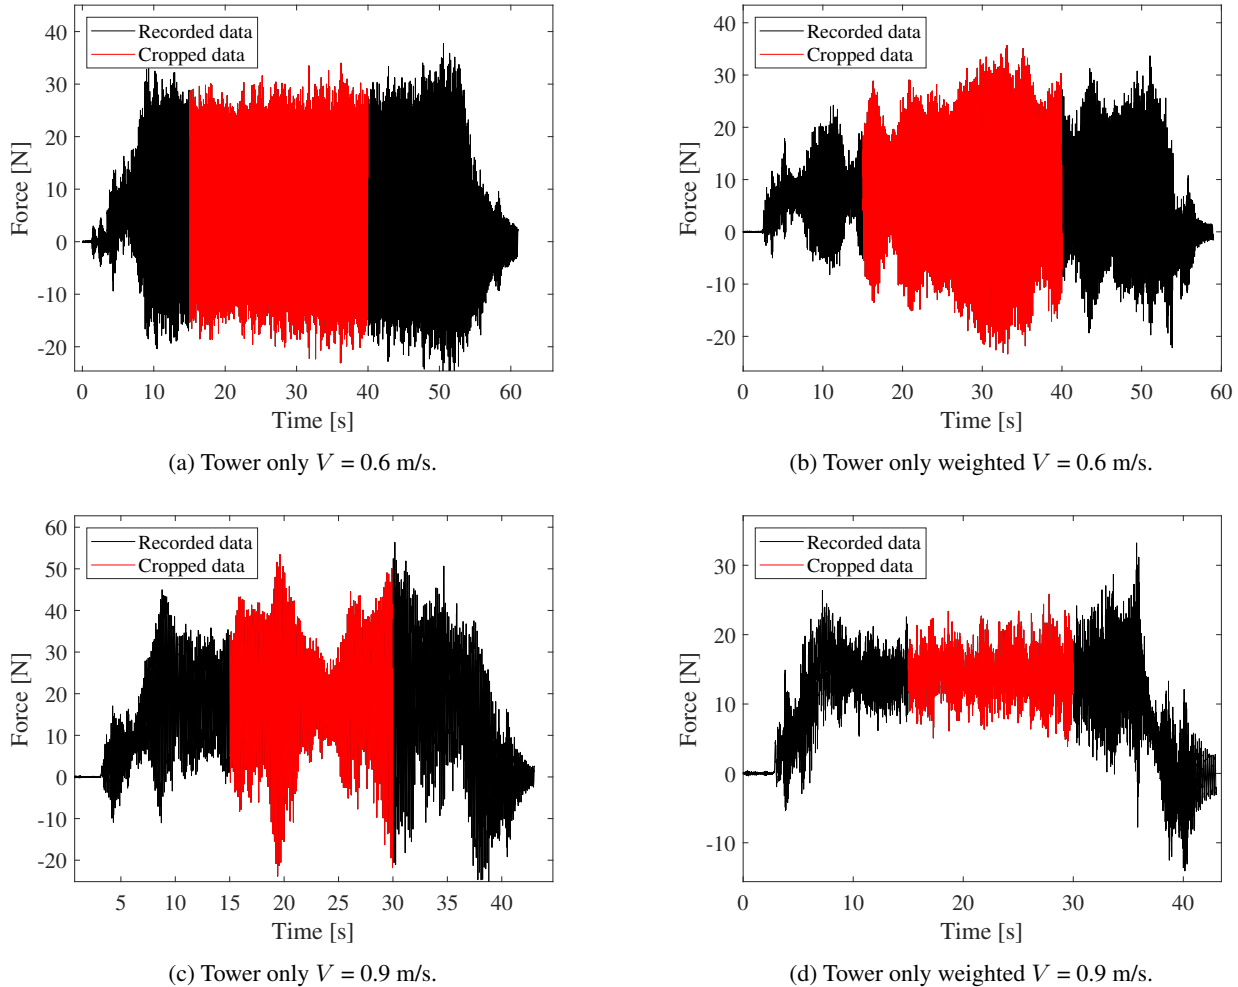 Recorded data
Cropped data
40
30
20
10
0
-10
-20
Force [N]
0 10 20 30 40 50 60
Time [s]
(a) Tower only V = 0.6 m/s.
Recorded data
Cropped data
40
30
20
10
0
-10
-20
Force [N]
0 10 20 30 40 50 60
Time [s]
(b) Tower only weighted V = 0.6 m/s.
Recorded data
Cropped data
60
50
40
30
20
10
0
-10
-20
Force [N]
5 10 15 20 25 30 35 40
Time [s]
(c) Tower only V = 0.9 m/s.
Recorded data
Cropped data
30
20
10
0
-10
Force [N]
0 10 20 30 40
Time [s]
(d) Tower only weighted V = 0.9 m/s.